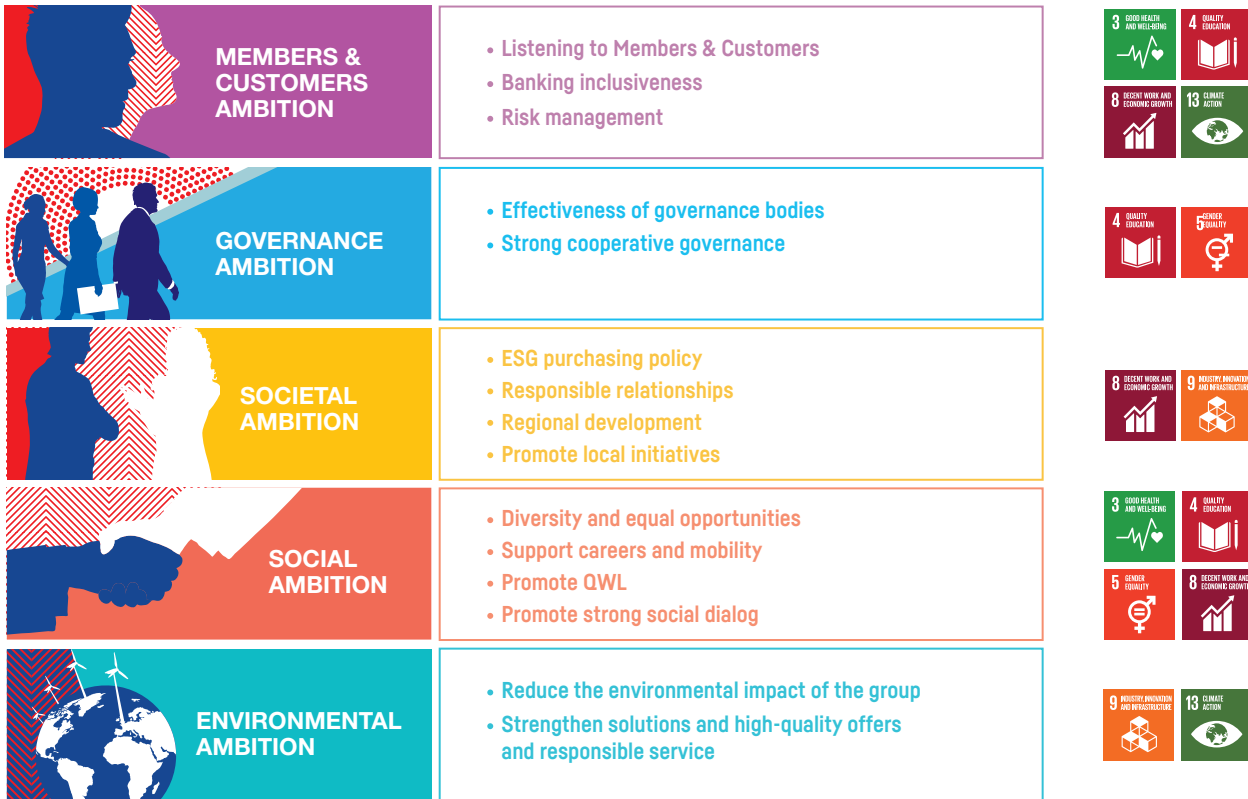 MEMBERS &
CUSTOMERS
AMBITION
• Listening to Members & Customers
• Banking inclusiveness
• Risk management
3 GOOD HEALTH
AND WELL-BEING
4 QUALITY
EDUCATION
8 DECENT WORK AND
ECONOMIC GROWTH
13 CLIMATE
ACTION
GOVERNANCE
AMBITION
• Effectiveness of governance bodies
• Strong cooperative governance
4 QUALITY
EDUCATION
5 GENDER
EQUALITY
SOCIETAL
AMBITION
• ESG purchasing policy
• Responsible relationships
• Regional development
• Promote local initiatives
8 DECENT WORK AND
ECONOMIC GROWTH
9 INDUSTRY, INNOVATION
AND INFRASTRUCTURE
SOCIAL
AMBITION
• Diversity and equal opportunities
• Support careers and mobility
• Promote QWL
• Promote strong social dialog
3 GOOD HEALTH
AND WELL-BEING
4 QUALITY
EDUCATION
5 GENDER
EQUALITY
8 DECENT WORK AND
ECONOMIC GROWTH
ENVIRONMENTAL
AMBITION
• Reduce the environmental impact of the group
• Strengthen solutions and high-quality offers
and responsible service
9 INDUSTRY, INNOVATION
AND INFRASTRUCTURE
13 CLIMATE
ACTION